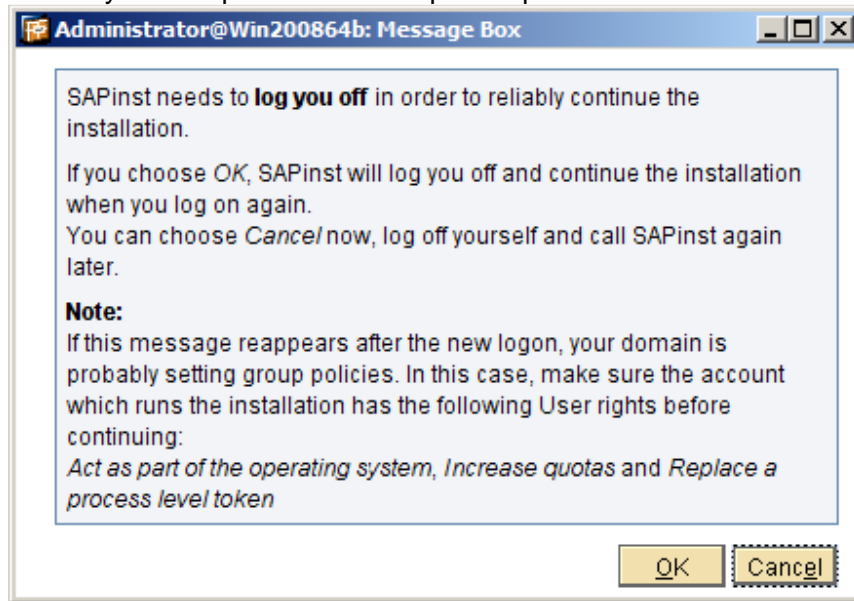 Administrator@Win200864b: Message Box
SAPinst needs to log you off in order to reliably continue the
installation.
If you choose OK, SAPinst will log you off and continue the installation
when you log on again.
You can choose Cancel now, log off yourself and call SAPinst again
later.
Note:
If this message reappears after the new logon, your domain is
probably setting group policies. In this case, make sure the account
which runs the installation has the following User rights before
continuing:
Act as part of the operating system, Increase quotas and Replace a
process level token
OK Cancel